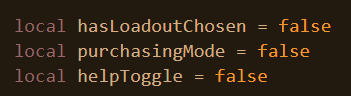 local hasLoadoutChosen = false
local purchasingMode = false
local helpToggle = false